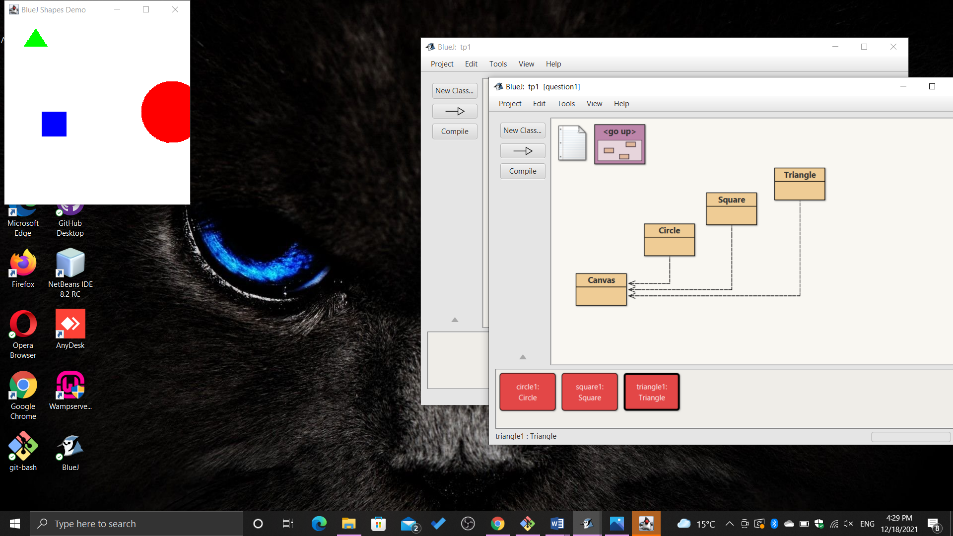 BlueJ Shapes Demo
BlueJ: tp1
Project Edit Tools View Help
New Class...
Compile
BlueJ: tp1 [question1]
Project Edit Tools View Help
New Class...
Compile
<go up>
Triangle
Square
Circle
Canvas
circle1:
Circle
square1:
Square
triangle1:
Triangle
triangle1 : Triangle
Microsoft
Edge
GitHub
Desktop
Firefox
NetBeans IDE
8.2 RC
Opera
Browser
AnyDesk
Google
Chrome
Wampserve...
git-bash
BlueJ
Type here to search
2
15°C
ENG
4:29 PM
12/18/2021
8